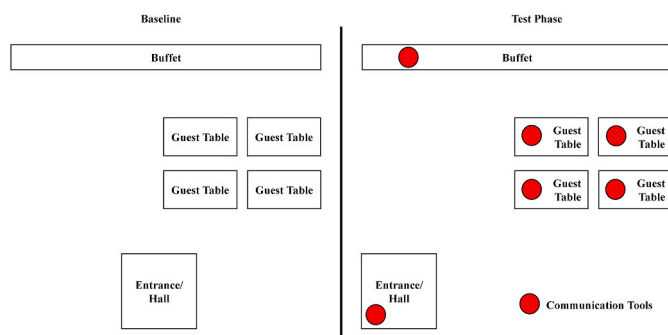 Baseline
Test Phase
Buffet
Buffet
Guest Table
Guest Table
Guest
Table
Guest
Table
Guest Table
Guest Table
Guest
Table
Guest
Table
Entrance/
Hall
Entrance/
Hall
Communication Tools